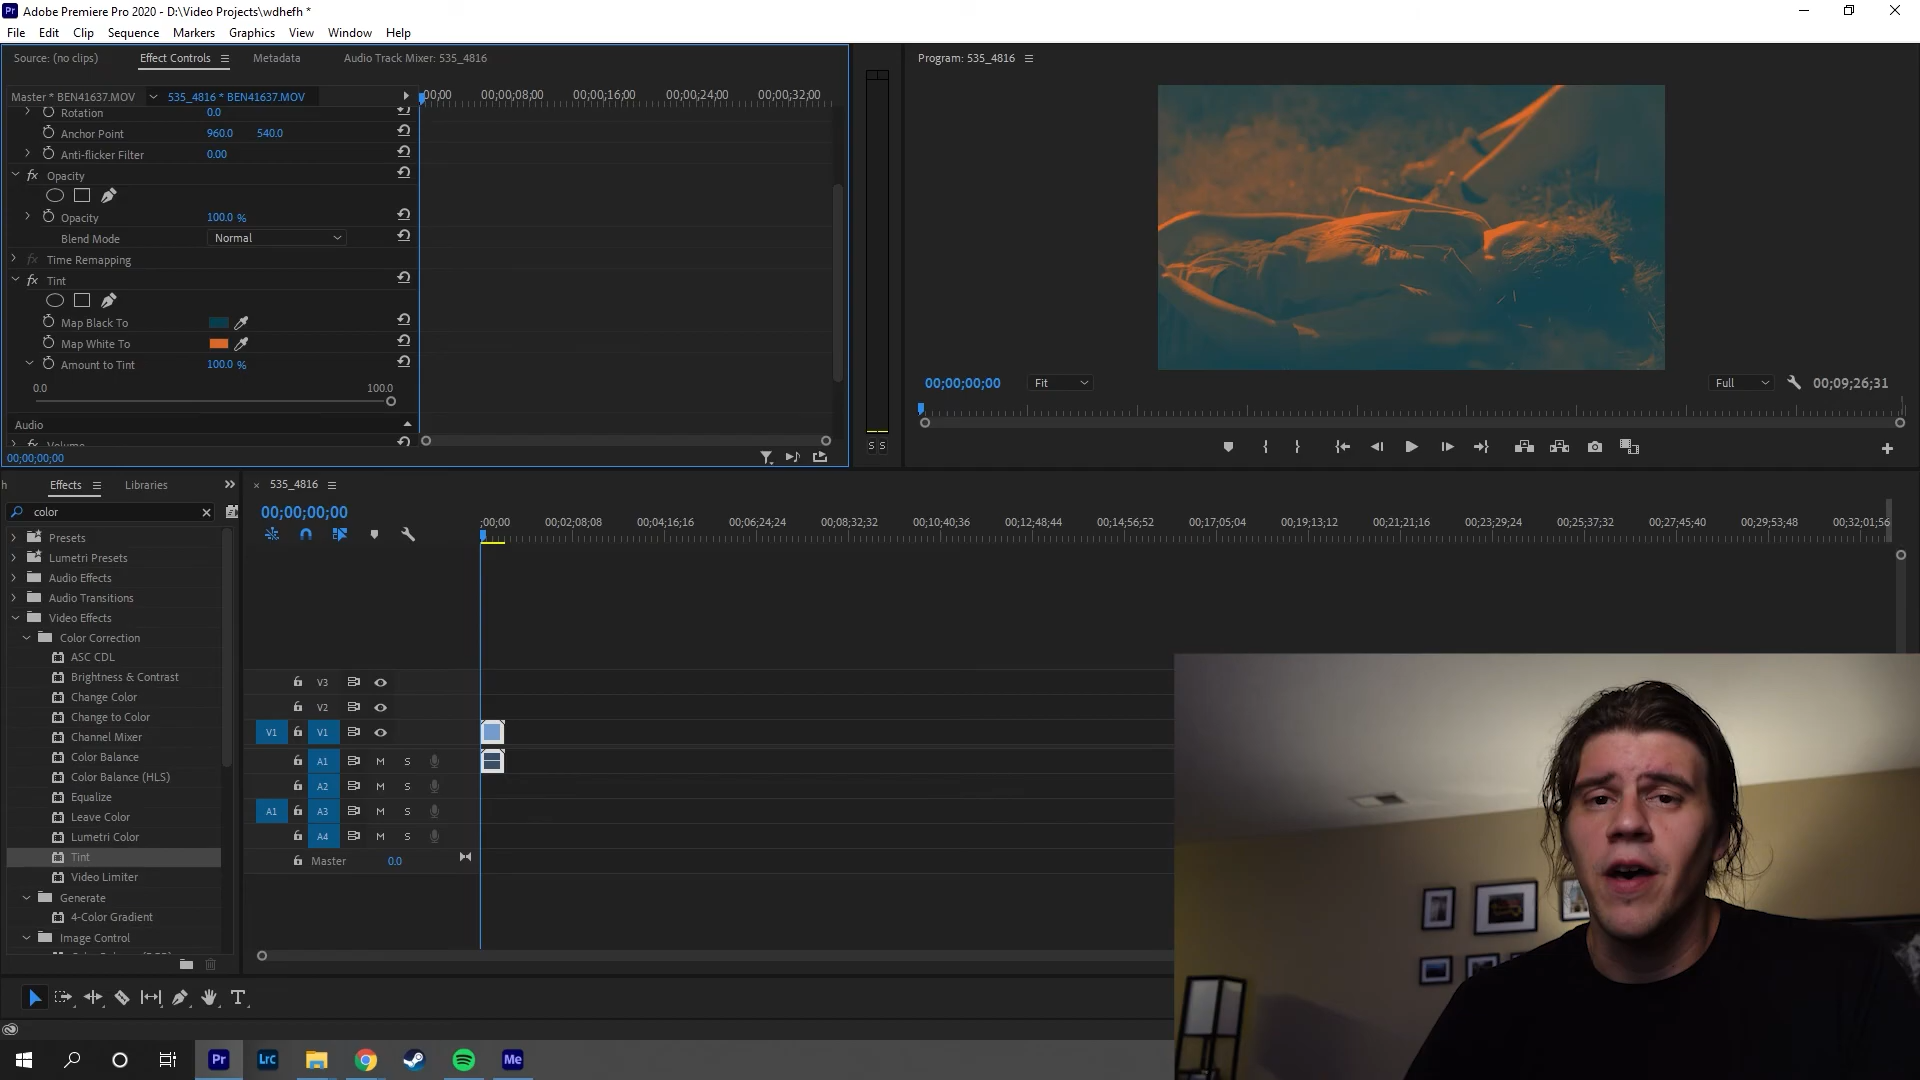 Pr Adobe Premiere Pro 2020 - D:\Video Projects\wdhefh *
File Edit Clip Sequence Markers Graphics View Window Help
Source: (no clips) Effect Controls Metadata Audio Track Mixer: 535_4816
Program: 535_4816
Master * BEN41637.MOV 535_4816 * BEN41637.MOV
00;00 00;00;08;00 00;00;16;00 00;00;24;00 00;00;32;00
Rotation 0.0
Anchor Point 960.0 540.0
Anti-flicker Filter 0.00
fx Opacity
Opacity 100.0 %
Blend Mode Normal
fx Time Remapping
fx Tint
Map Black To
Map White To
Amount to Tint 100.0 %
0.0 100.0
Audio
fx Volume
00;00;00;00
S S
00;00;00;00 Fit Full 00;09;26;31
h Effects Libraries
color
Presets
Lumetri Presets
Audio Effects
Audio Transitions
Video Effects
Color Correction
ASC CDL
Brightness & Contrast
Change Color
Change to Color
Channel Mixer
Color Balance
Color Balance (HLS)
Equalize
Leave Color
Lumetri Color
Tint
Video Limiter
Generate
4-Color Gradient
Image Control
× 535_4816
00;00;00;00
;00;00 00;02;08;08 00;04;16;16 00;06;24;24 00;08;32;32 00;10;40;36 00;12;48;44 00;14;56;52 00;17;05;04 00;19;13;12 00;21;21;16 00;23;29;24 00;25;37;32 00;27;45;40 00;29;53;48 00;32;01;56
V3
V2
V1 V1
A1 M S
A2 M S
A1 A3 M S
A4 M S
Master 0.0
T
Pr Lrc Me